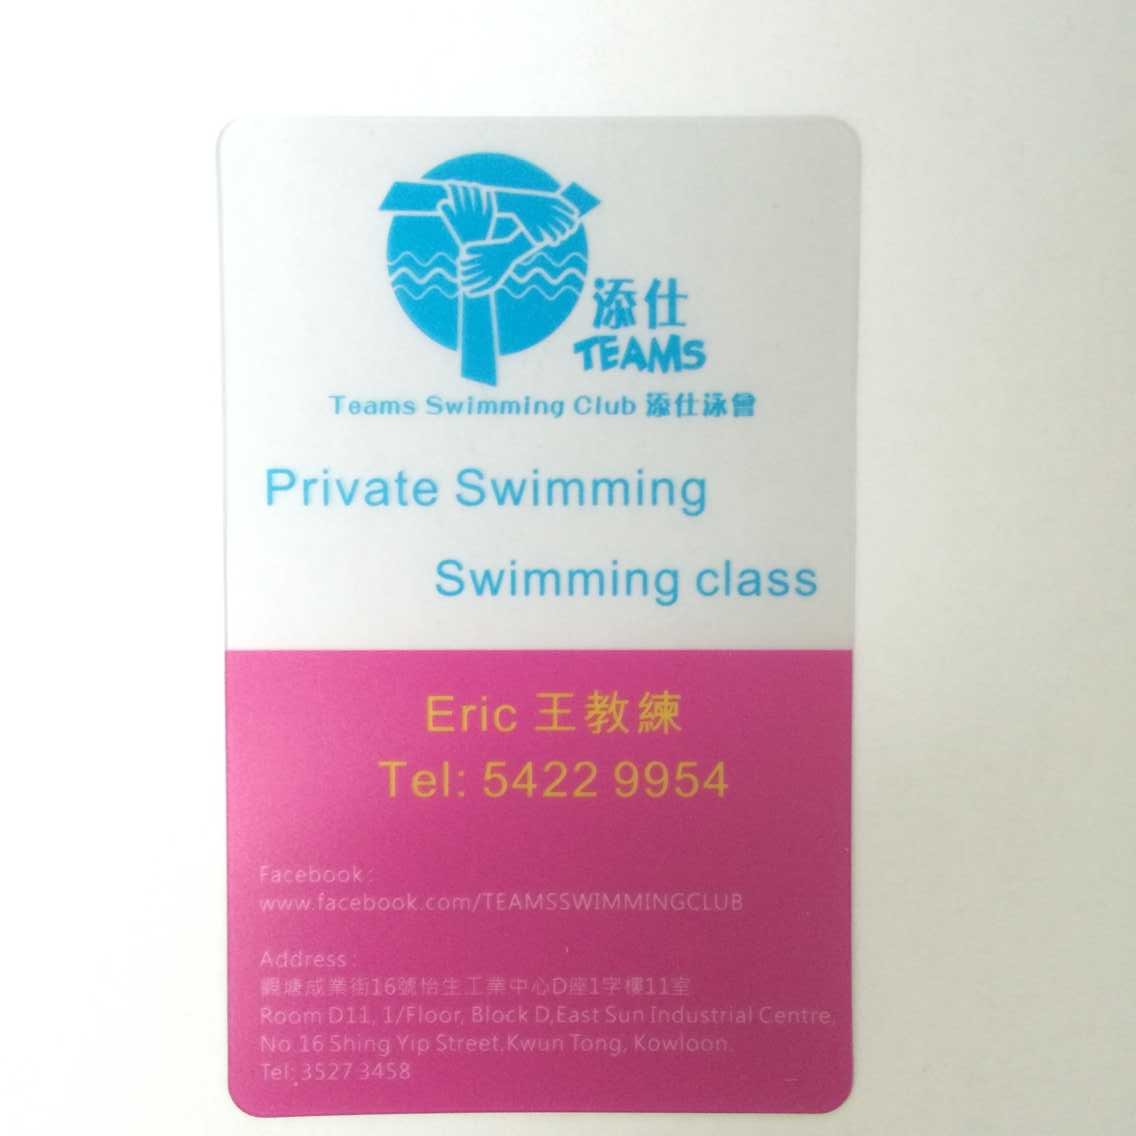 添仕
TEAMS
Teams Swimming Club 添仕泳會
Private Swimming
Swimming class
Eric 王教練
Tel: 5422 9954
Facebook:
www.facebook.com/TEAMSSWIMMINGCLUB
Address:
觀塘成業街16號怡生工業中心D座1字樓11室
Room D11, 1/Floor, Block D,East Sun Industrial Centre,
No.16 Shing Yip Street,Kwun Tong, Kowloon.
Tel: 3527 3458